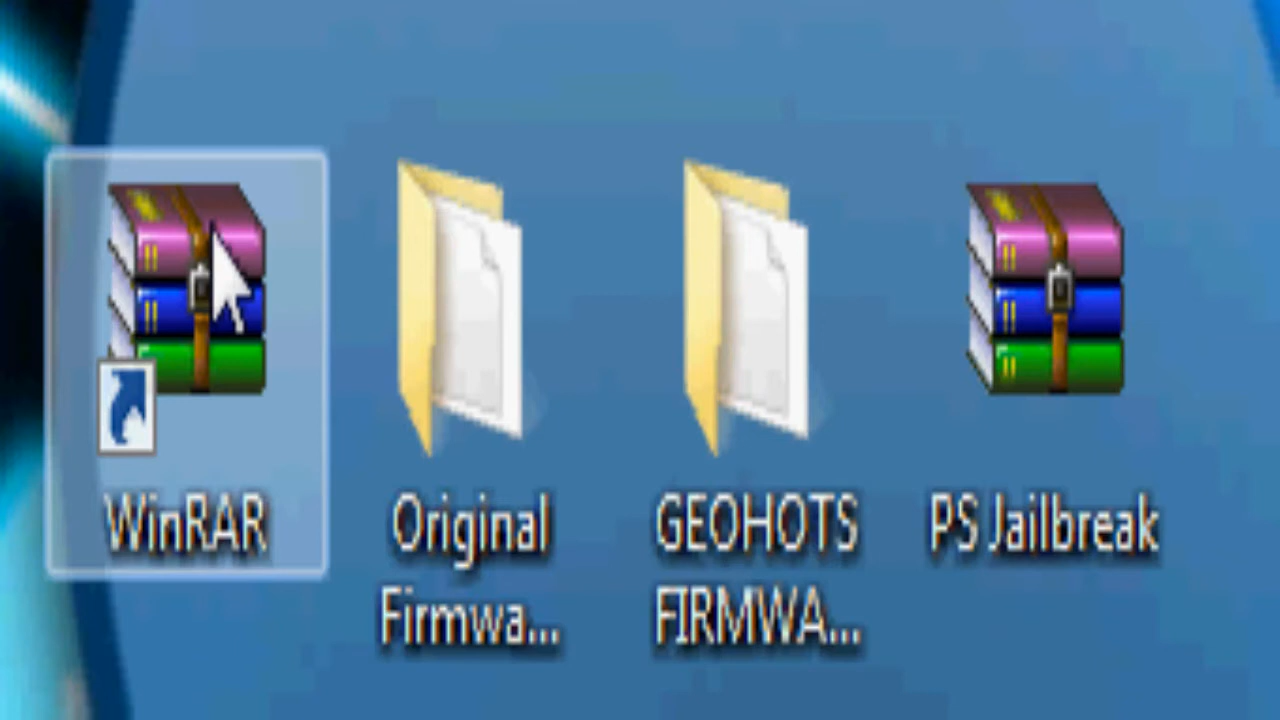 WinRAR
Original
Firmwa...
GEOHOTS
FIRMWA...
PS Jailbreak